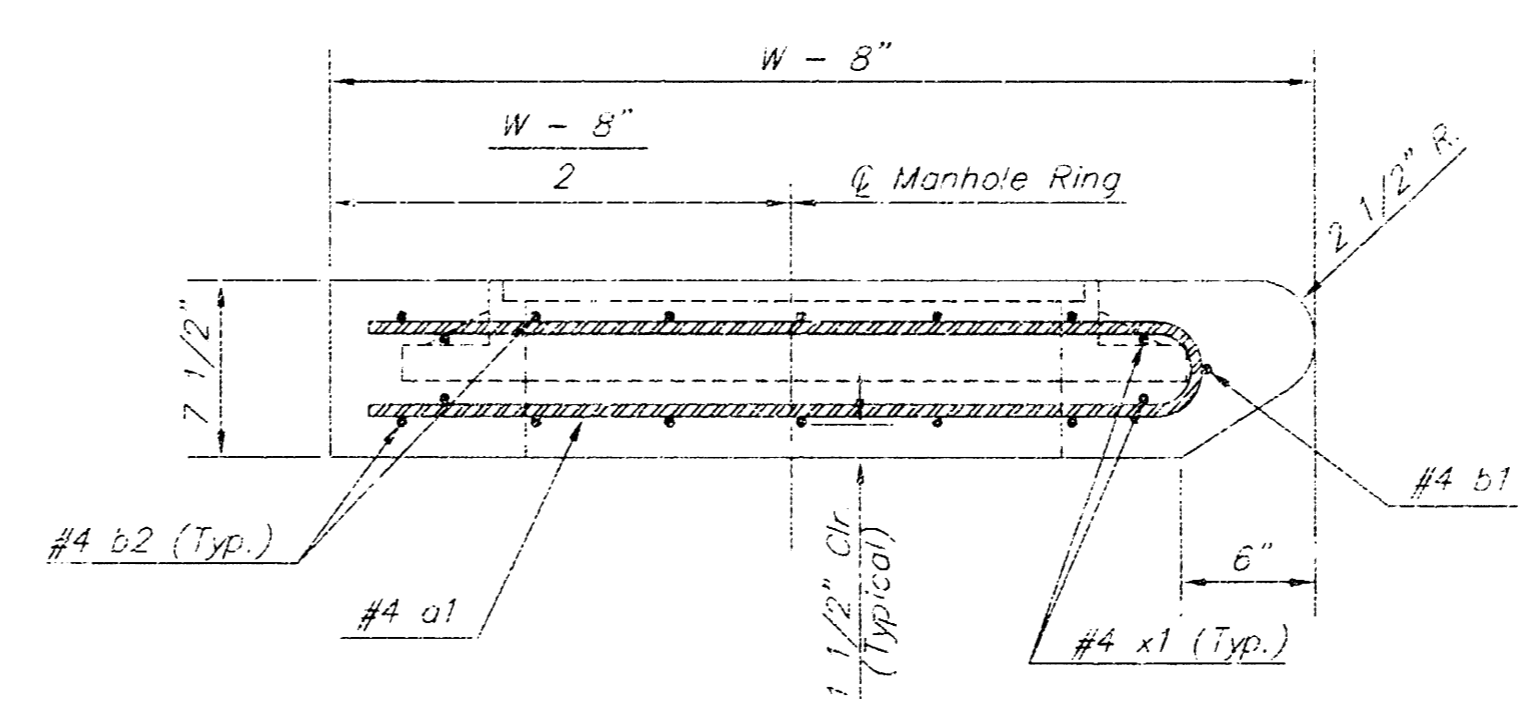 W - 8"
W - 8"
2
℄ Manhole Ring
2 1/2" R.
7 1/2"
#4 b1
#4 b2 (Typ.)
6"
#4 a1
1 1/2" Clr.
(Typical)
#4 x1 (Typ.)